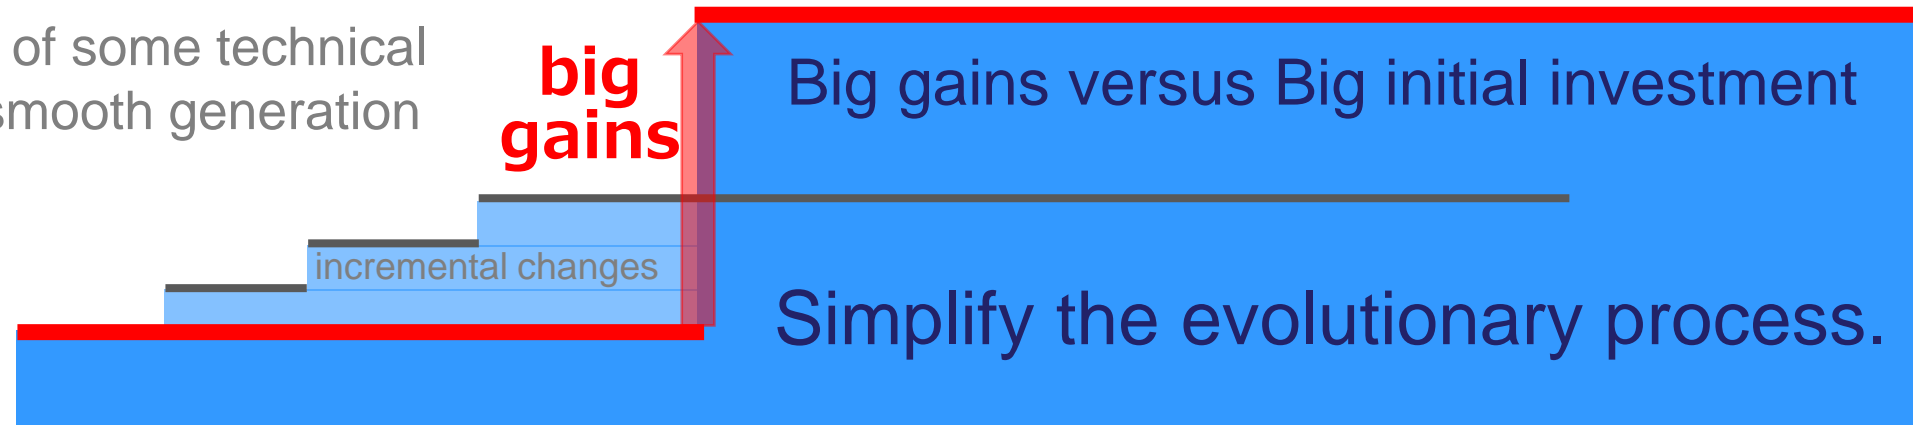 of some technical
smooth generation
big
gains
Big gains versus Big initial investment
incremental changes
Simplify the evolutionary process.